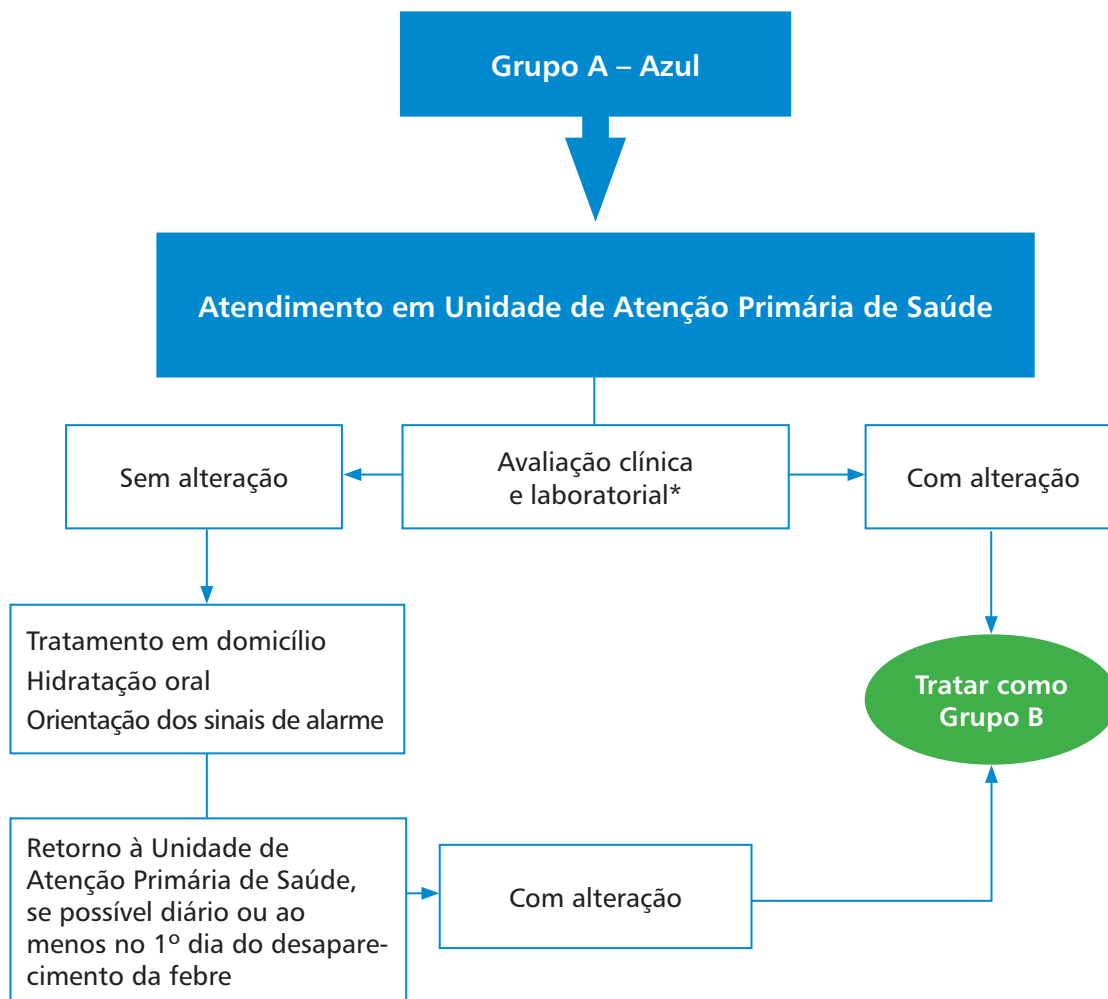 Grupo A – Azul
Atendimento em Unidade de Atenção Primária de Saúde
Sem alteração
Avaliação clínica
e laboratorial*
Com alteração
Tratamento em domicílio
Hidratação oral
Orientação dos sinais de alarme
Tratar como
Grupo B
Retorno à Unidade de
Atenção Primária de Saúde,
se possível diário ou ao
menos no 1º dia do desapare-
cimento da febre
Com alteração